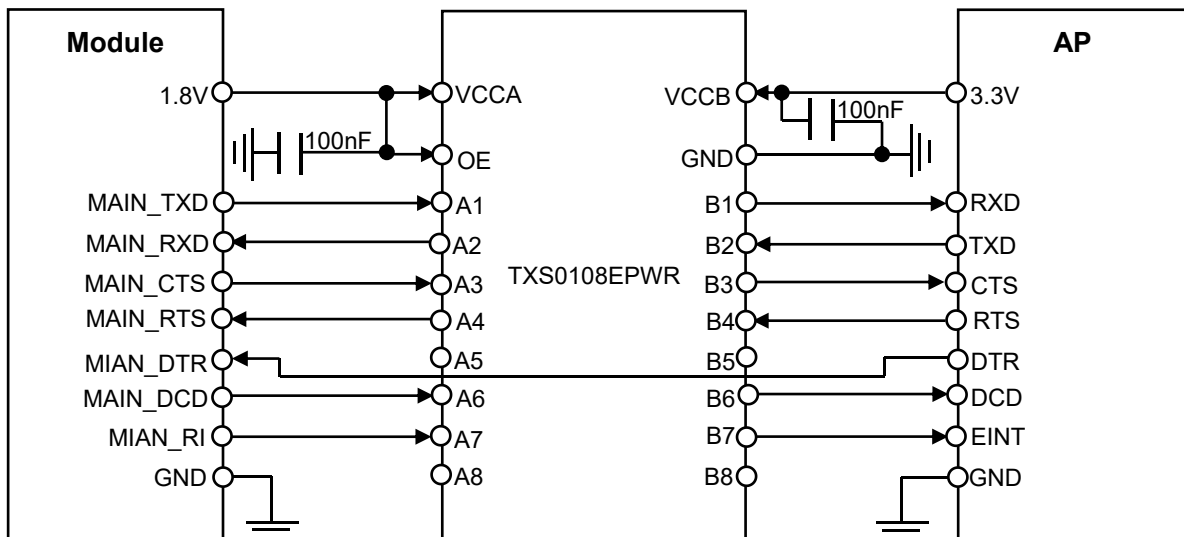 Module
AP
1.8V
VCCA
VCCB
3.3V
100nF
100nF
OE
GND
MAIN_TXD
A1
B1
RXD
MAIN_RXD
A2
B2
TXD
TXS0108EPWR
MAIN_CTS
A3
B3
CTS
MAIN_RTS
A4
B4
RTS
MIAN_DTR
A5
B5
DTR
MAIN_DCD
A6
B6
DCD
MIAN_RI
A7
B7
EINT
GND
A8
B8
GND